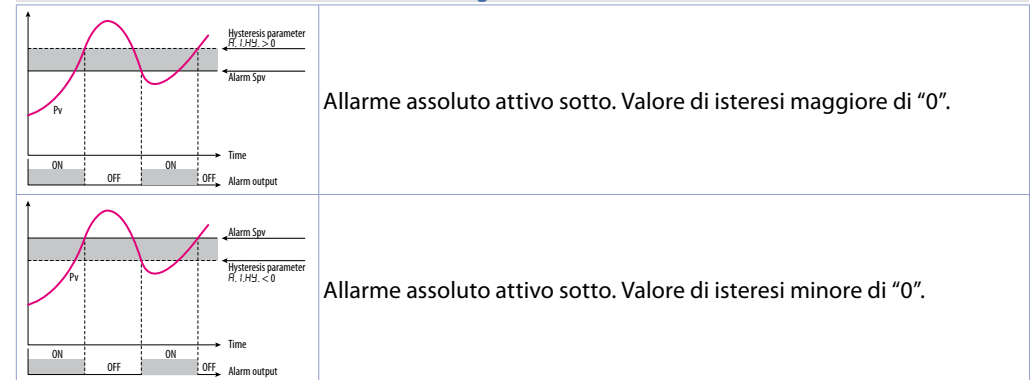 Hysteresis parameter
A. 1.HY. > 0
Alarm Spv
Pv
Time
ON
OFF
ON
OFF
Alarm output
Allarme assoluto attivo sotto. Valore di isteresi maggiore di “0”.
Alarm Spv
Hysteresis parameter
A. 1.HY. < 0
Pv
Time
ON
OFF
ON
OFF
Alarm output
Allarme assoluto attivo sotto. Valore di isteresi minore di “0”.